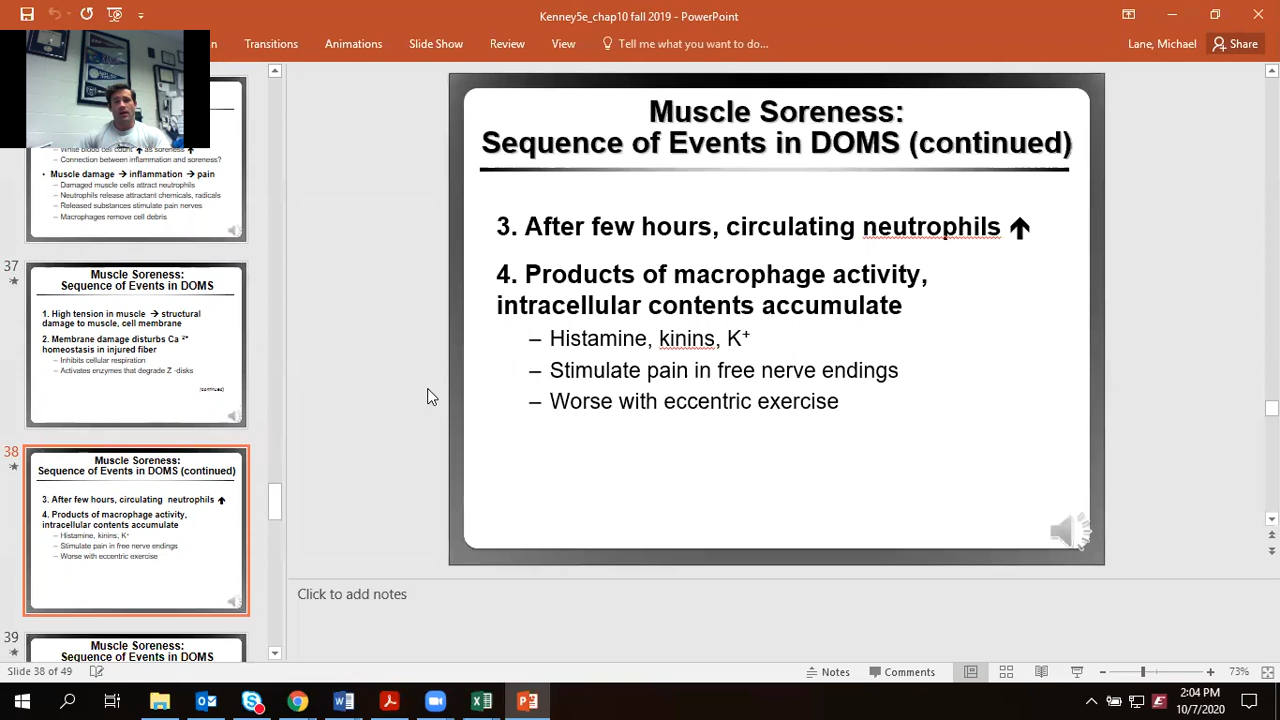 Kenney5e_chap10 fall 2019 - PowerPoint
Transitions
Animations
Slide Show
Review
View
Tell me what you want to do...
Lane, Michael
Share
White blood cell count ↑ as soreness ↑
– Connection between inflammation and soreness?
• Muscle damage → inflammation → pain
– Damaged muscle cells attract neutrophils
– Neutrophils release attractant chemicals, radicals
– Released substances stimulate pain nerves
– Macrophages remove cell debris
37
Muscle Soreness:
Sequence of Events in DOMS
1. High tension in muscle → structural
damage to muscle, cell membrane
2. Membrane damage disturbs Ca 2+
homeostasis in injured fiber
– Inhibits cellular respiration
– Activates enzymes that degrade Z -disks
(continued)
38
Muscle Soreness:
Sequence of Events in DOMS (continued)
3. After few hours, circulating neutrophils ↑
4. Products of macrophage activity,
intracellular contents accumulate
– Histamine, kinins, K+
– Stimulate pain in free nerve endings
– Worse with eccentric exercise
39
Muscle Soreness:
Sequence of Events in DOMS
Muscle Soreness:
Sequence of Events in DOMS (continued)
3. After few hours, circulating neutrophils ↑
4. Products of macrophage activity,
intracellular contents accumulate
– Histamine, kinins, K+
– Stimulate pain in free nerve endings
– Worse with eccentric exercise
Click to add notes
Slide 38 of 49
Notes
Comments
73%
2:04 PM
10/7/2020